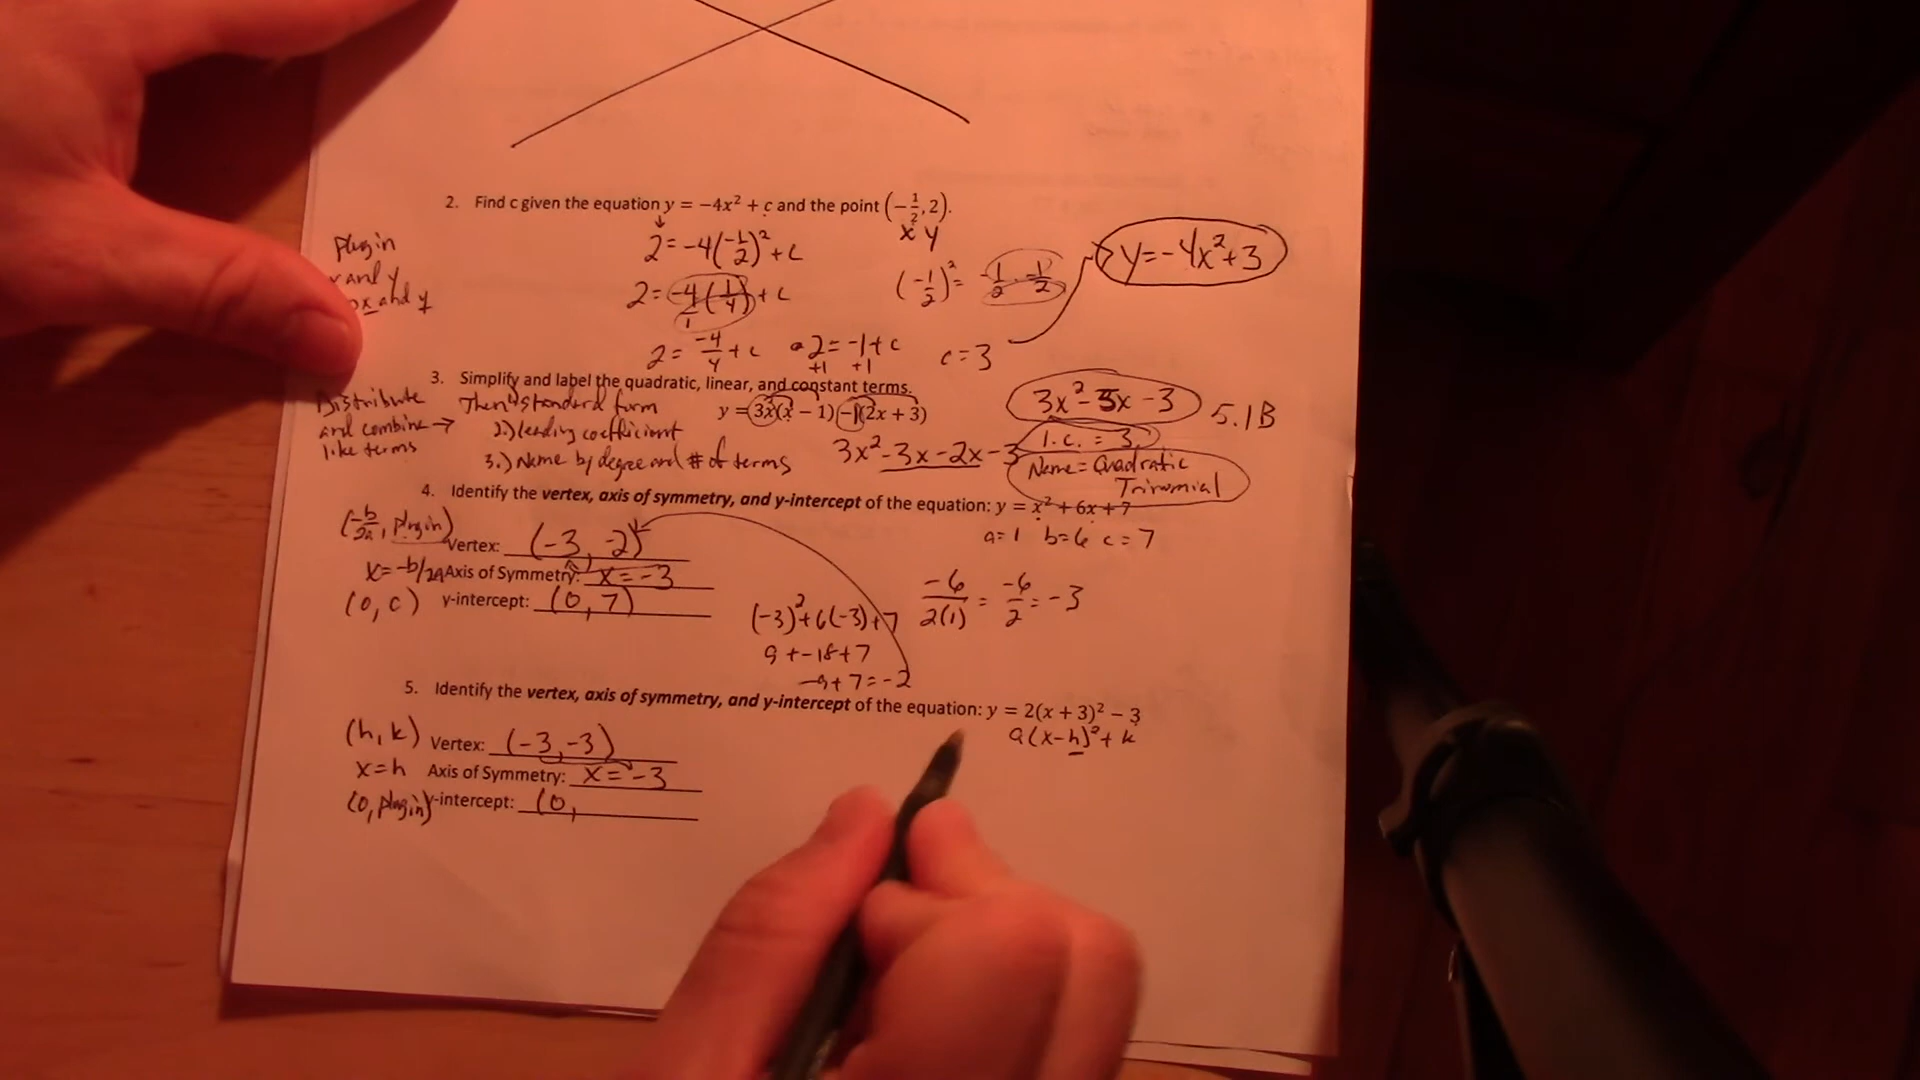 2. Find c given the equation y = −4x² + c and the point (−1/2, 2).
x y
plugin
x and y
and y
2 = -4(-1/2)² + c
(-1/2)² = -1/2 · -1/2
y = -4x² + 3
2 = -4(1/4) + c
1
2 = -4/4 + c
2 = -1 + c
+1 +1
c = 3
3. Simplify and label the quadratic, linear, and constant terms.
y = 3x(x − 1) −1(2x + 3)
Distribute
and combine →
like terms
Then standard form
2.) leading coefficient
3.) Name by degree and # of terms
3x² - 3x - 2x - 3
3x² - 5x - 3
5.1B
l.c. = 3
Name = Quadratic
Trinomial
4. Identify the vertex, axis of symmetry, and y-intercept of the equation: y = x² + 6x + 7
a=1 b=6 c=7
(-b/2a, plugin) Vertex: (-3, -2)
x = -b/2a Axis of Symmetry: x = -3
(0, c) y-intercept: (0, 7)
-6/2(1) = -6/2 = -3
(-3)² + 6(-3) + 7
9 + -18 + 7
-9 + 7 = -2
5. Identify the vertex, axis of symmetry, and y-intercept of the equation: y = 2(x + 3)² − 3
a(x-h)² + k
(h, k) Vertex: (-3, -3)
x = h Axis of Symmetry: x = -3
(0, plugin) y-intercept: (0,